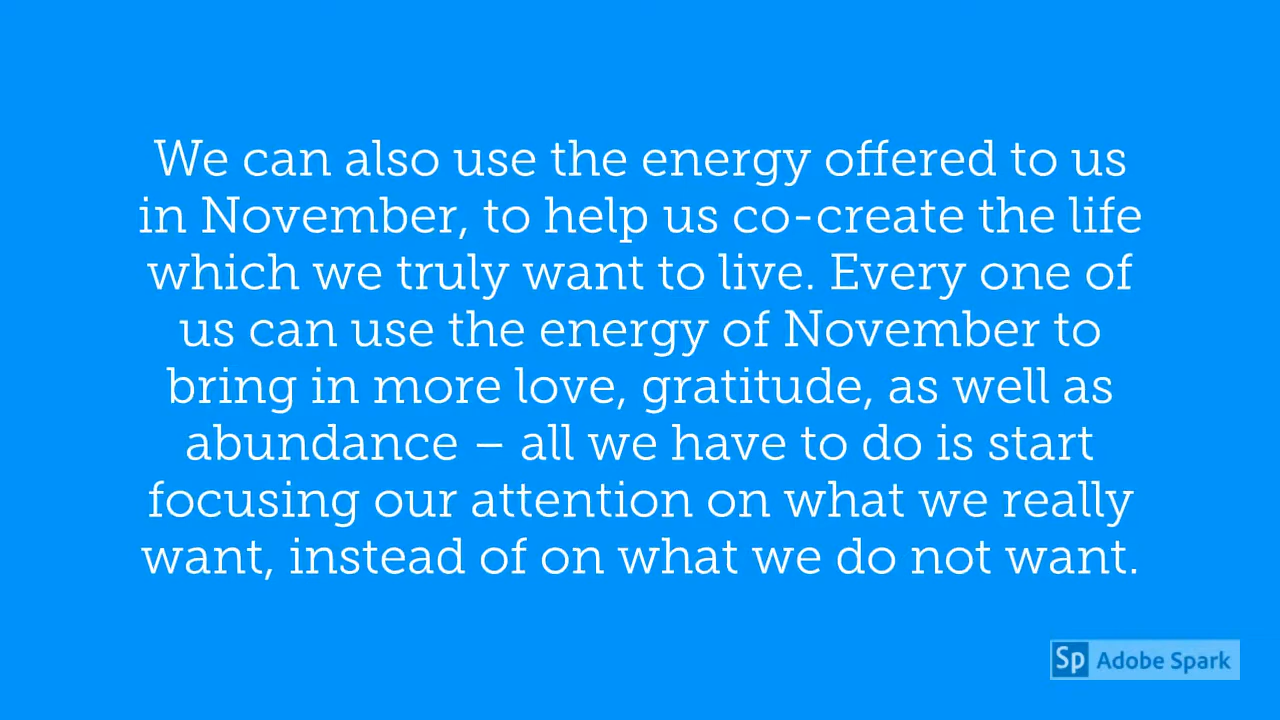 We can also use the energy offered to us
in November, to help us co-create the life
which we truly want to live. Every one of
us can use the energy of November to
bring in more love, gratitude, as well as
abundance – all we have to do is start
focusing our attention on what we really
want, instead of on what we do not want.
Sp Adobe Spark